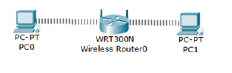 PC-PT
PC0
WRT300N
Wireless Router0
PC-PT
PC1